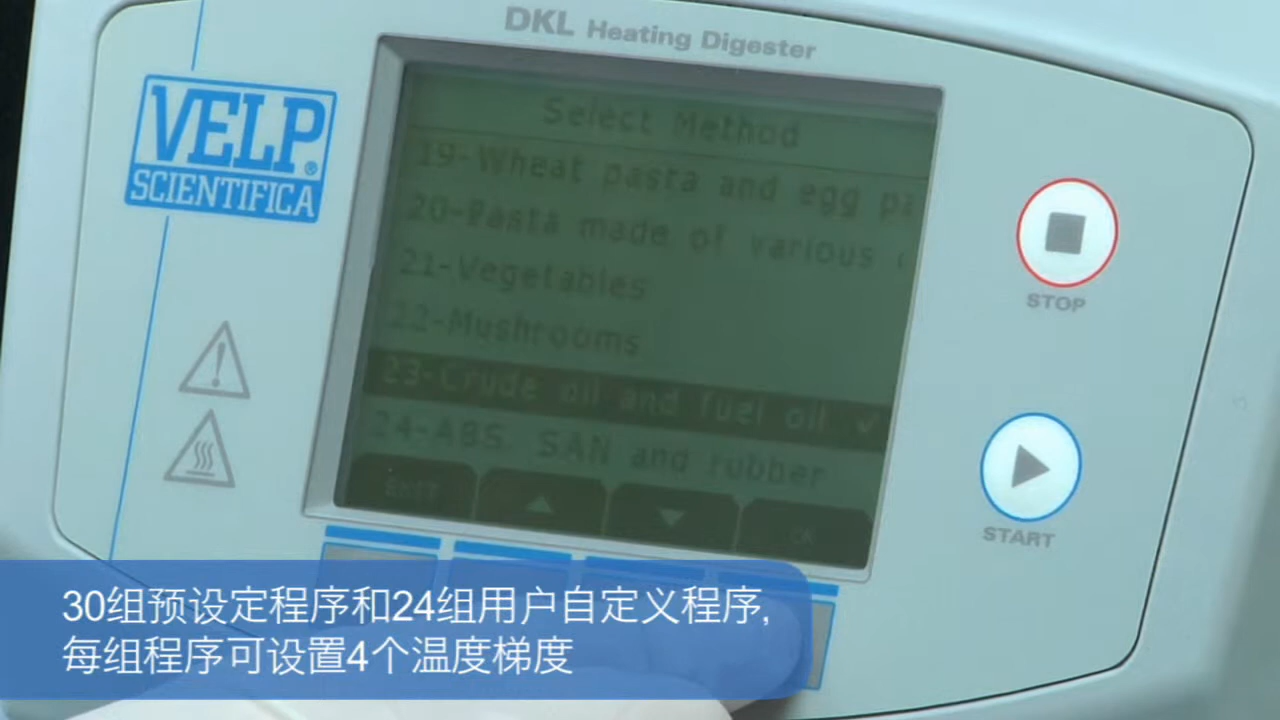 DKL Heating Digester
VELP®
SCIENTIFICA
Select Method
19-Wheat pasta and egg pa
20-Pasta made of various
21-Vegetables
22-Mushrooms
23-Crude oil and fuel oil ✓
24-ABS, SAN and rubber
EXIT
OK
STOP
START
30组预设定程序和24组用户自定义程序,
每组程序可设置4个温度梯度